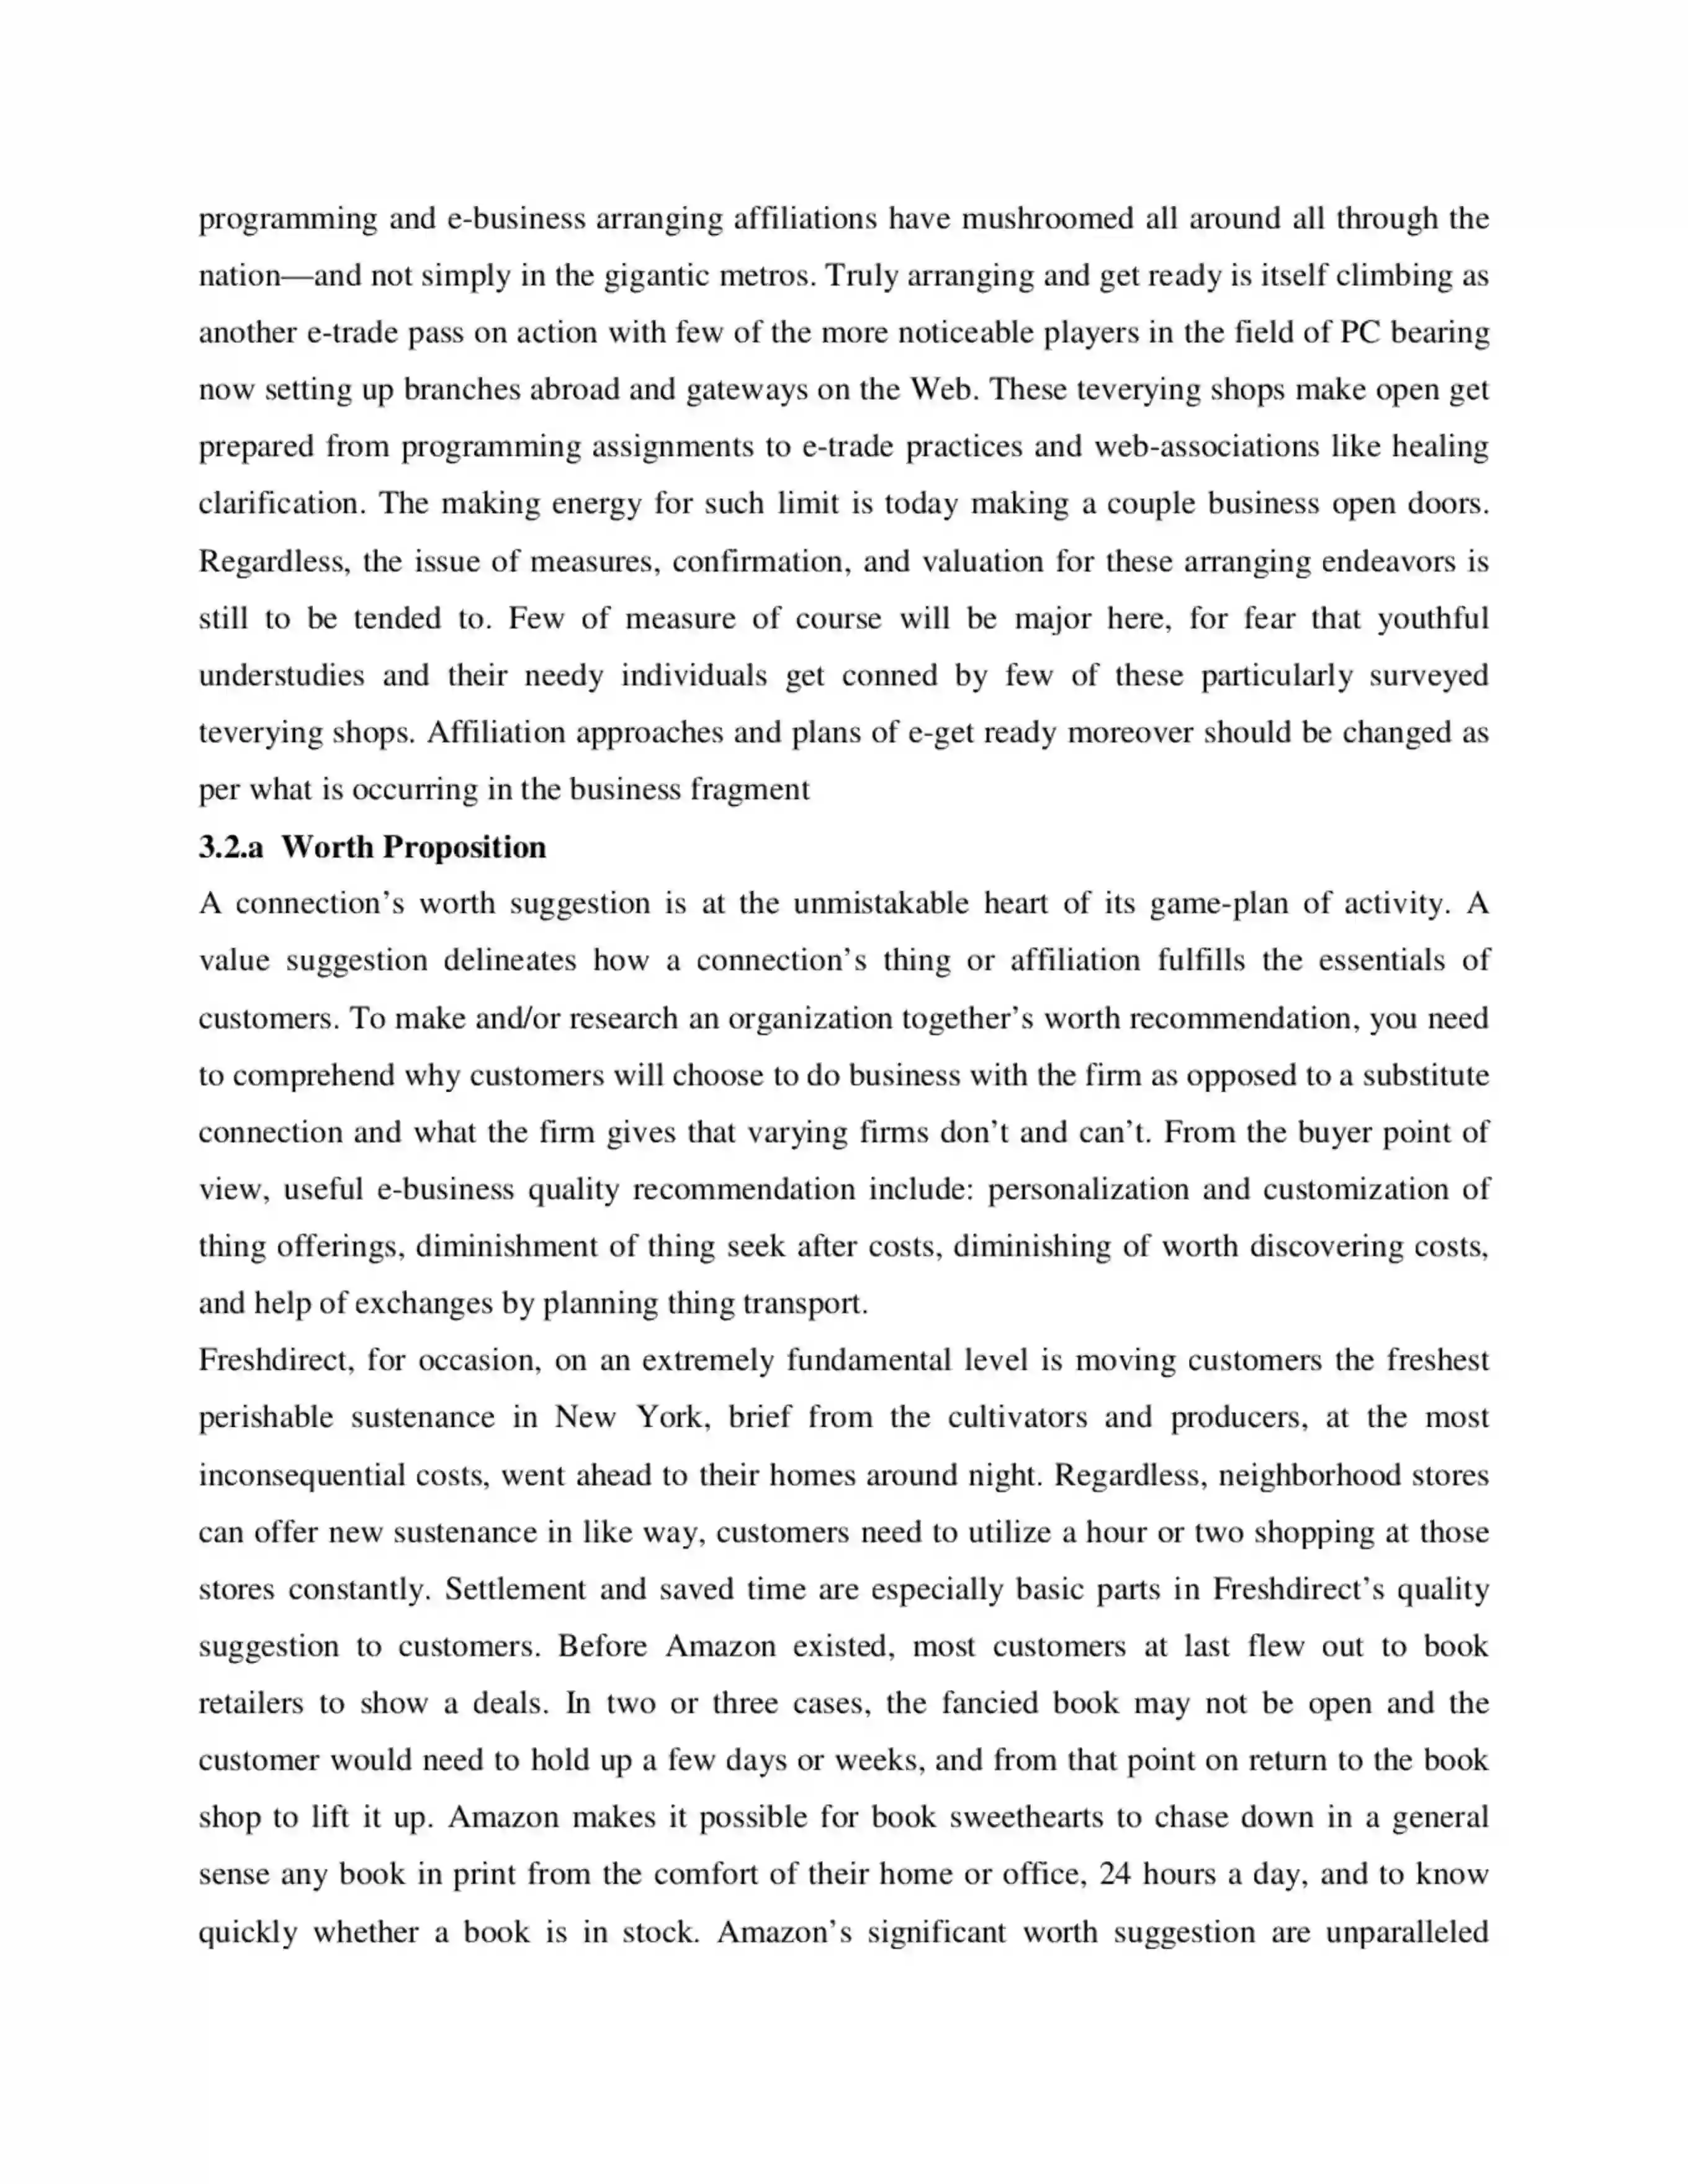 programming and e-business arranging affiliations have mushroomed all around all through the
nation—and not simply in the gigantic metros. Truly arranging and get ready is itself climbing as
another e-trade pass on action with few of the more noticeable players in the field of PC bearing
now setting up branches abroad and gateways on the Web. These teverying shops make open get
prepared from programming assignments to e-trade practices and web-associations like healing
clarification. The making energy for such limit is today making a couple business open doors.
Regardless, the issue of measures, confirmation, and valuation for these arranging endeavors is
still to be tended to. Few of measure of course will be major here, for fear that youthful
understudies and their needy individuals get conned by few of these particularly surveyed
teverying shops. Affiliation approaches and plans of e-get ready moreover should be changed as
per what is occurring in the business fragment
3.2.a Worth Proposition
A connection’s worth suggestion is at the unmistakable heart of its game-plan of activity. A
value suggestion delineates how a connection’s thing or affiliation fulfills the essentials of
customers. To make and/or research an organization together’s worth recommendation, you need
to comprehend why customers will choose to do business with the firm as opposed to a substitute
connection and what the firm gives that varying firms don’t and can’t. From the buyer point of
view, useful e-business quality recommendation include: personalization and customization of
thing offerings, diminishment of thing seek after costs, diminishing of worth discovering costs,
and help of exchanges by planning thing transport.
Freshdirect, for occasion, on an extremely fundamental level is moving customers the freshest
perishable sustenance in New York, brief from the cultivators and producers, at the most
inconsequential costs, went ahead to their homes around night. Regardless, neighborhood stores
can offer new sustenance in like way, customers need to utilize a hour or two shopping at those
stores constantly. Settlement and saved time are especially basic parts in Freshdirect’s quality
suggestion to customers. Before Amazon existed, most customers at last flew out to book
retailers to show a deals. In two or three cases, the fancied book may not be open and the
customer would need to hold up a few days or weeks, and from that point on return to the book
shop to lift it up. Amazon makes it possible for book sweethearts to chase down in a general
sense any book in print from the comfort of their home or office, 24 hours a day, and to know
quickly whether a book is in stock. Amazon’s significant worth suggestion are unparalleled